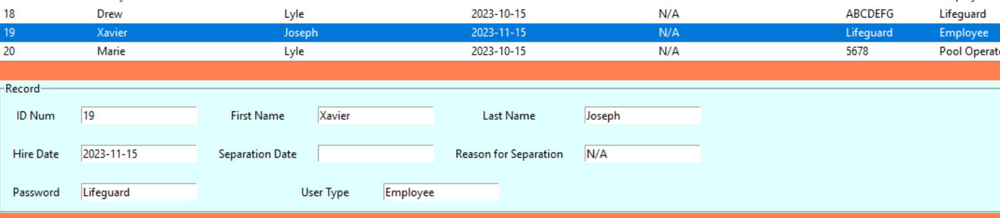 18 Drew Lyle 2023-10-15 N/A ABCDEFG Lifeguard
19 Xavier Joseph 2023-11-15 N/A Lifeguard Employee
20 Marie Lyle 2023-10-15 N/A 5678 Pool Operat
Record
ID Num 19 First Name Xavier Last Name Joseph
Hire Date 2023-11-15 Separation Date Reason for Separation N/A
Password Lifeguard User Type Employee